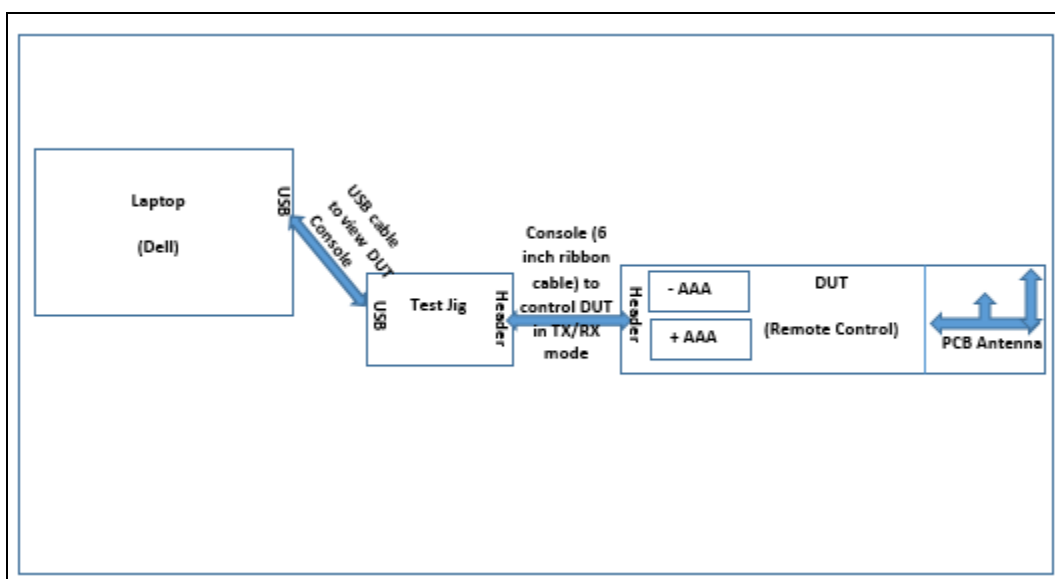 Laptop
(Dell)
USB
USB cable
to view DUT
Console
USB
Test Jig
Header
Console (6
inch ribbon
cable) to
control DUT
in TX/RX
mode
Header
- AAA
+ AAA
DUT
(Remote Control)
PCB Antenna